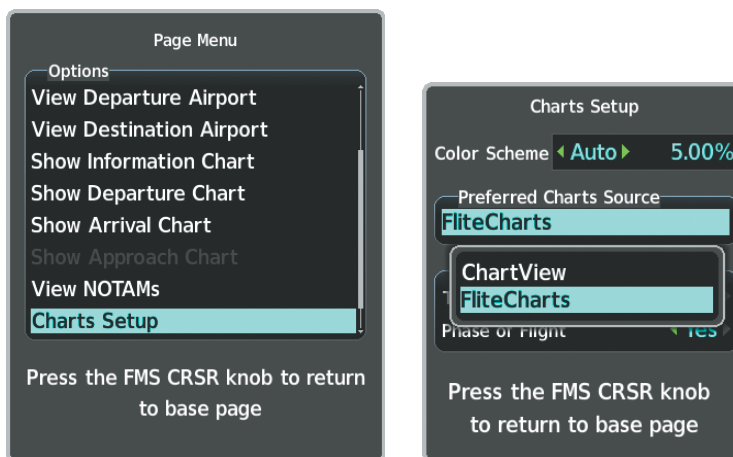 Page Menu
Options
View Departure Airport
View Destination Airport
Show Information Chart
Show Departure Chart
Show Arrival Chart
Show Approach Chart
View NOTAMs
Charts Setup
Press the FMS CRSR knob to return
to base page
Charts Setup
Color Scheme Auto 5.00%
Preferred Charts Source
FliteCharts
ChartView
FliteCharts
Phase of Flight Yes
Press the FMS CRSR knob
to return to base page